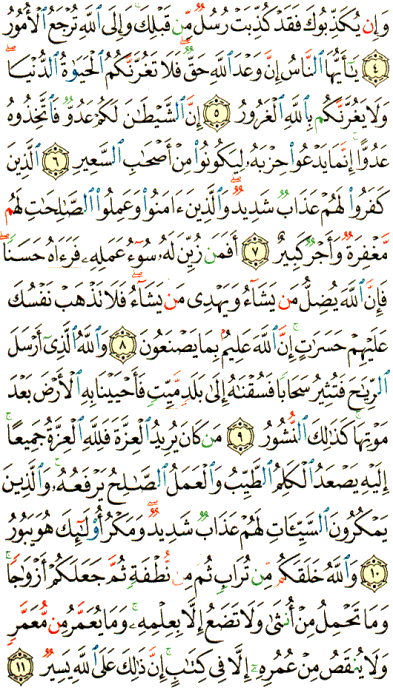 وَإِن يُكَذِّبُوكَ فَقَدْ كُذِّبَتْ رُسُلٌ مِّن قَبْلِكَ وَإِلَى ٱللَّهِ تُرْجَعُ ٱلْأُمُورُ
٤ يَٰٓأَيُّهَا ٱلنَّاسُ إِنَّ وَعْدَ ٱللَّهِ حَقٌّ فَلَا تَغُرَّنَّكُمُ ٱلْحَيَوٰةُ ٱلدُّنْيَا
وَلَا يَغُرَّنَّكُم بِٱللَّهِ ٱلْغَرُورُ ٥ إِنَّ ٱلشَّيْطَٰنَ لَكُمْ عَدُوٌّ فَٱتَّخِذُوهُ
عَدُوًّا إِنَّمَا يَدْعُوا۟ حِزْبَهُۥ لِيَكُونُوا۟ مِنْ أَصْحَٰبِ ٱلسَّعِيرِ ٦ ٱلَّذِينَ
كَفَرُوا۟ لَهُمْ عَذَابٌ شَدِيدٌ وَٱلَّذِينَ ءَامَنُوا۟ وَعَمِلُوا۟ ٱلصَّٰلِحَٰتِ لَهُم
مَّغْفِرَةٌ وَأَجْرٌ كَبِيرٌ ٧ أَفَمَن زُيِّنَ لَهُۥ سُوٓءُ عَمَلِهِۦ فَرَءَاهُ حَسَنًا
فَإِنَّ ٱللَّهَ يُضِلُّ مَن يَشَآءُ وَيَهْدِى مَن يَشَآءُ فَلَا تَذْهَبْ نَفْسُكَ
عَلَيْهِمْ حَسَرَٰتٍ إِنَّ ٱللَّهَ عَلِيمٌۢ بِمَا يَصْنَعُونَ ٨ وَٱللَّهُ ٱلَّذِىٓ أَرْسَلَ
ٱلرِّيَٰحَ فَتُثِيرُ سَحَابًا فَسُقْنَٰهُ إِلَىٰ بَلَدٍ مَّيِّتٍ فَأَحْيَيْنَا بِهِ ٱلْأَرْضَ بَعْدَ
مَوْتِهَا كَذَٰلِكَ ٱلنُّشُورُ ٩ مَن كَانَ يُرِيدُ ٱلْعِزَّةَ فَلِلَّهِ ٱلْعِزَّةُ جَمِيعًا
إِلَيْهِ يَصْعَدُ ٱلْكَلِمُ ٱلطَّيِّبُ وَٱلْعَمَلُ ٱلصَّٰلِحُ يَرْفَعُهُۥ وَٱلَّذِينَ
يَمْكُرُونَ ٱلسَّيِّـَٔاتِ لَهُمْ عَذَابٌ شَدِيدٌ وَمَكْرُ أُو۟لَٰٓئِكَ هُوَ يَبُورُ
١٠ وَٱللَّهُ خَلَقَكُم مِّن تُرَابٍ ثُمَّ مِن نُّطْفَةٍ ثُمَّ جَعَلَكُمْ أَزْوَٰجًا
وَمَا تَحْمِلُ مِنْ أُنثَىٰ وَلَا تَضَعُ إِلَّا بِعِلْمِهِۦ وَمَا يُعَمَّرُ مِن مُّعَمَّرٍ
وَلَا يُنقَصُ مِنْ عُمُرِهِۦٓ إِلَّا فِى كِتَٰبٍ إِنَّ ذَٰلِكَ عَلَى ٱللَّهِ يَسِيرٌ ١١